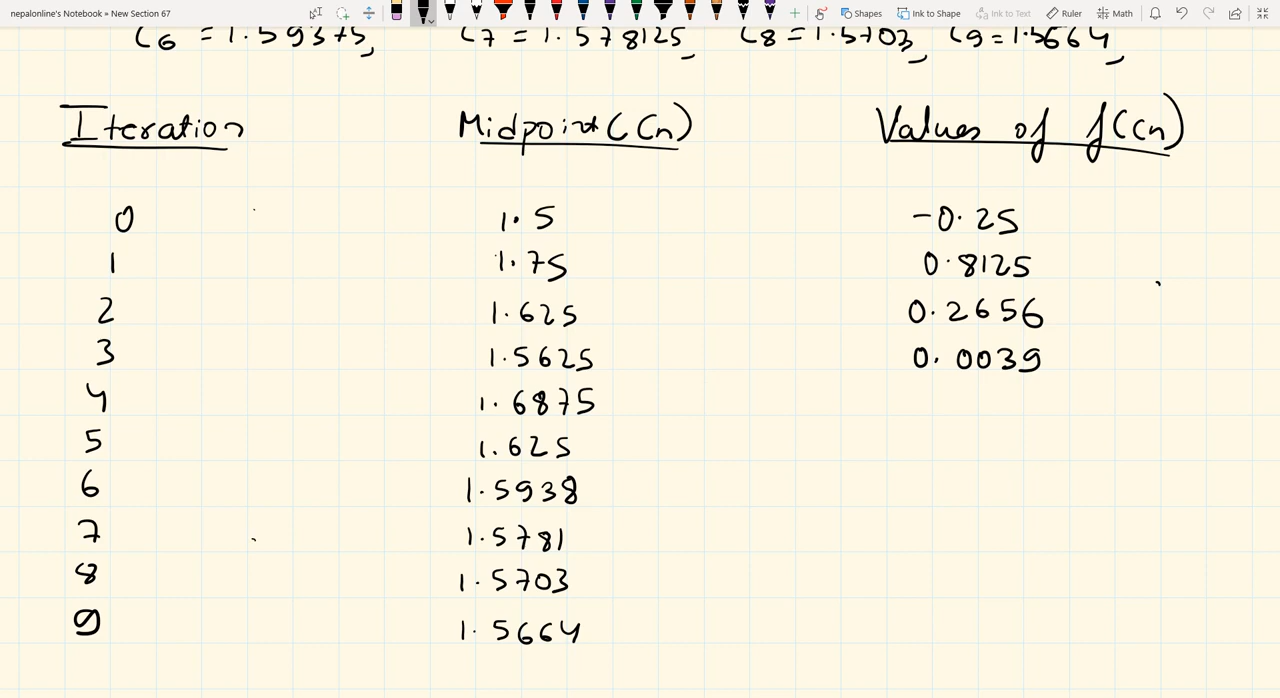 nepalonline's Notebook » New Section 67
Shapes Ink to Shape Ink to Text Ruler Math
C6 = 1.59375, C7 = 1.578125, C8 = 1.5703, C9 = 1.5664,
Iteration Midpoint (Cn) Values of f(Cn)
0 1.5 -0.25
1 1.75 0.8125
2 1.625 0.2656
3 1.5625 0.0039
4 1.6875
5 1.625
6 1.5938
7 1.5781
8 1.5703
9 1.5664